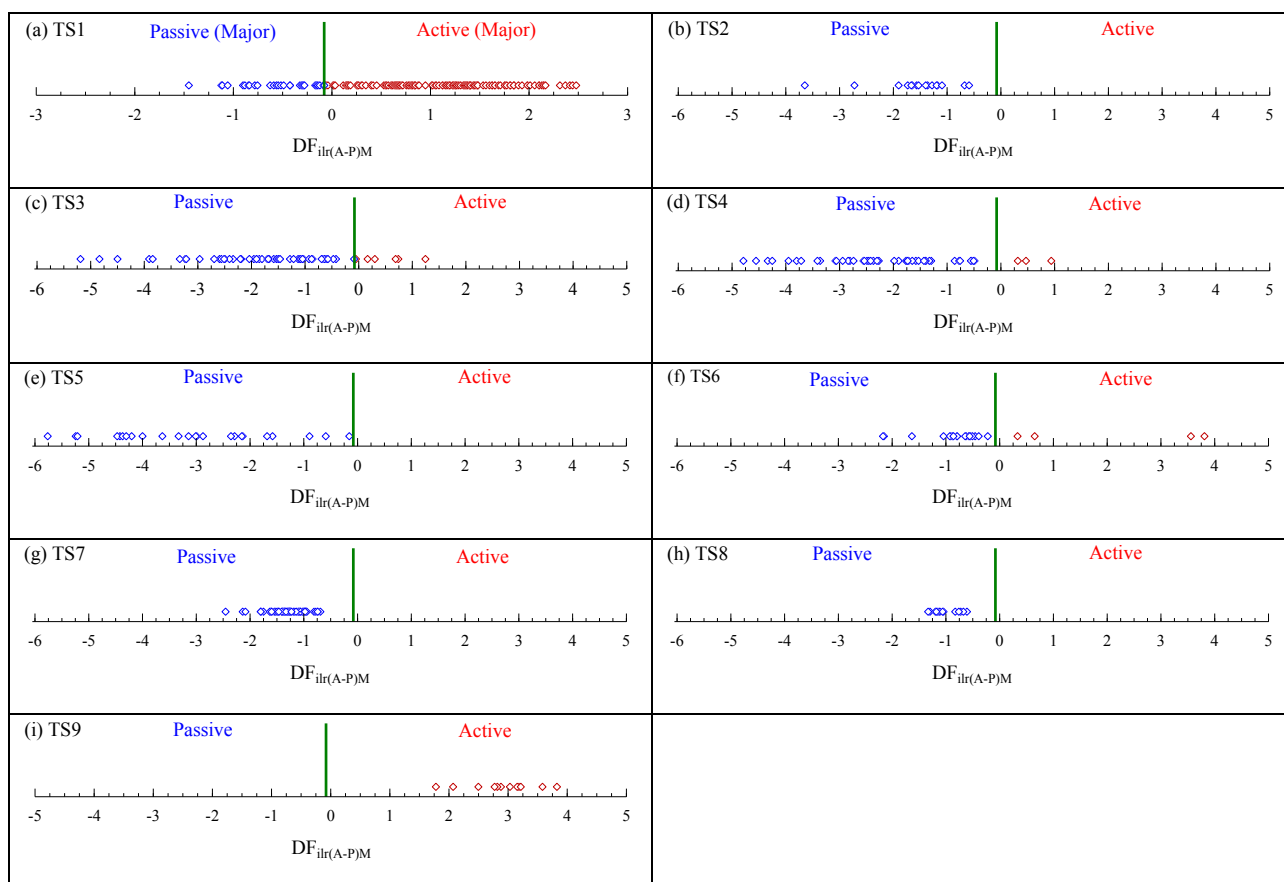 (a) TS1 Passive (Major) Active (Major)
-3 -2 -1 0 1 2 3
DFilr(A-P)M
(b) TS2 Passive Active
-6 -5 -4 -3 -2 -1 0 1 2 3 4 5
DFilr(A-P)M
(c) TS3 Passive Active
-6 -5 -4 -3 -2 -1 0 1 2 3 4 5
DFilr(A-P)M
(d) TS4 Passive Active
-6 -5 -4 -3 -2 -1 0 1 2 3 4 5
DFilr(A-P)M
(e) TS5 Passive Active
-6 -5 -4 -3 -2 -1 0 1 2 3 4 5
DFilr(A-P)M
(f) TS6 Passive Active
-6 -5 -4 -3 -2 -1 0 1 2 3 4 5
DFilr(A-P)M
(g) TS7 Passive Active
-6 -5 -4 -3 -2 -1 0 1 2 3 4 5
DFilr(A-P)M
(h) TS8 Passive Active
-6 -5 -4 -3 -2 -1 0 1 2 3 4 5
DFilr(A-P)M
(i) TS9 Passive Active
-5 -4 -3 -2 -1 0 1 2 3 4 5
DFilr(A-P)M